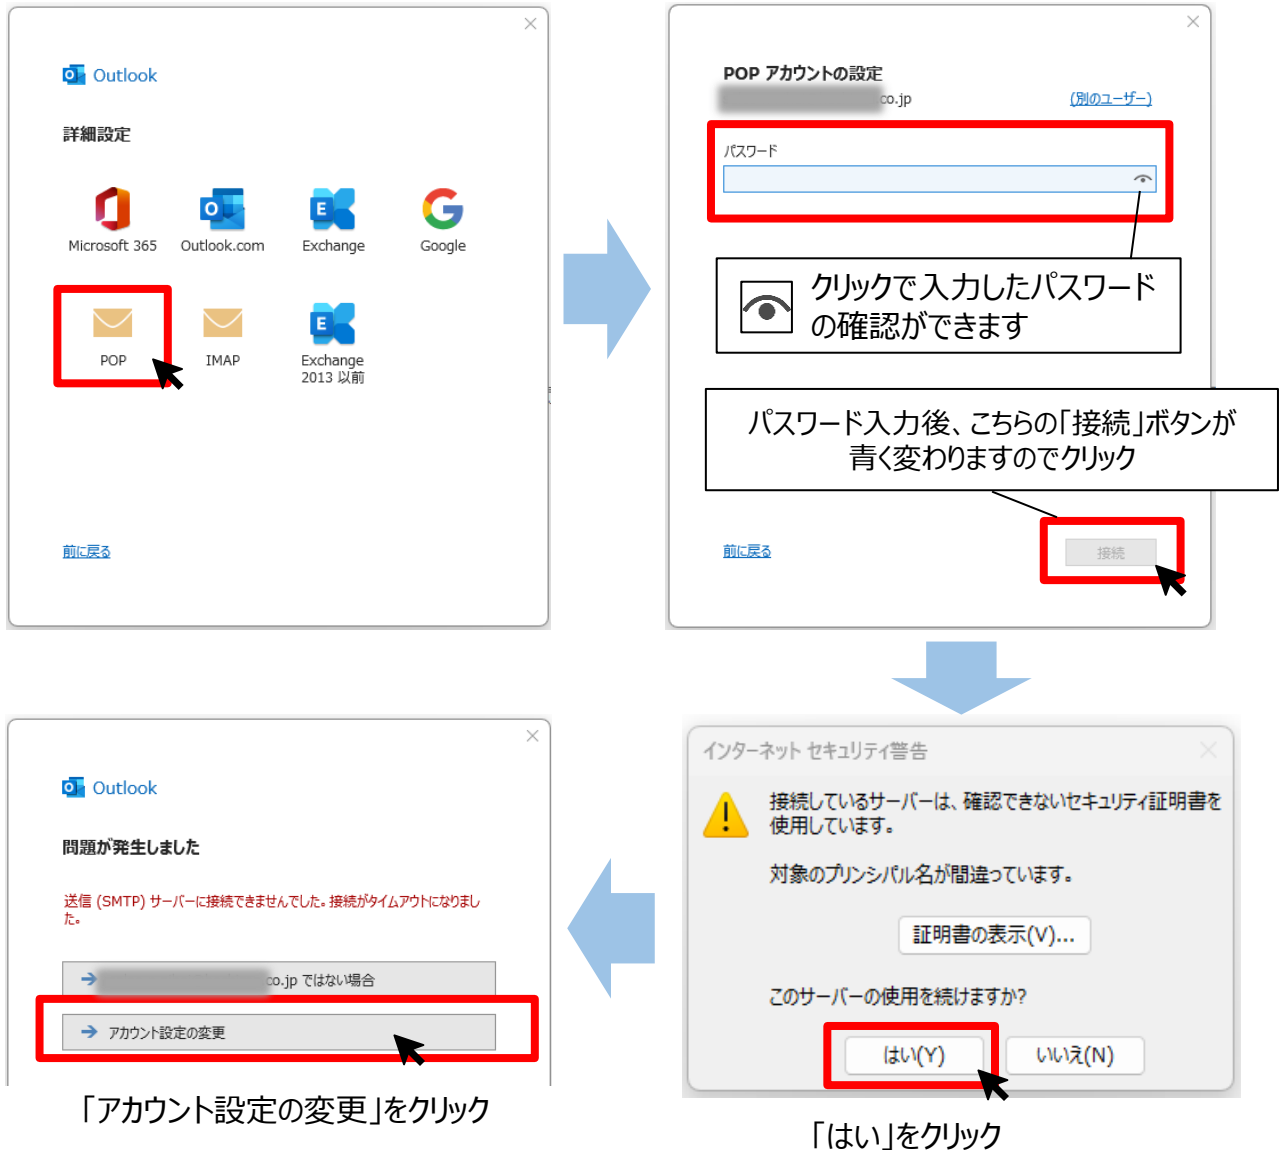 Outlook
詳細設定
Microsoft 365
Outlook.com
Exchange
Google
POP
IMAP
Exchange
2013 以前
前に戻る
POP アカウントの設定
co.jp
(別のユーザー)
パスワード
クリックで入力したパスワード
の確認ができます
パスワード入力後、こちらの「接続」ボタンが
青く変わりますのでクリック
前に戻る
接続
インターネット セキュリティ警告
接続しているサーバーは、確認できないセキュリティ証明書を
使用しています。
対象のプリンシパル名が間違っています。
証明書の表示(V)...
このサーバーの使用を続けますか?
はい(Y)
いいえ(N)
「はい」をクリック
Outlook
問題が発生しました
送信 (SMTP) サーバーに接続できませんでした。接続がタイムアウトになりまし
た。
co.jp ではない場合
アカウント設定の変更
「アカウント設定の変更」をクリック